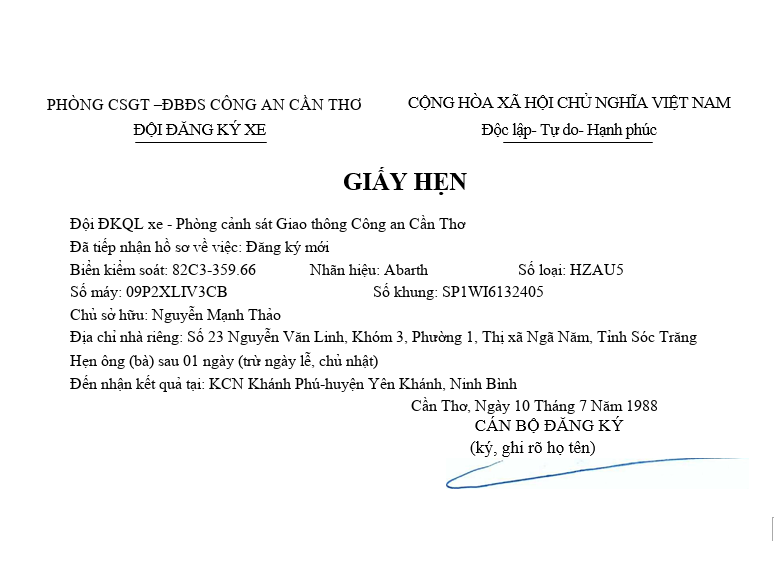 PHÒNG CSGT –ĐBĐS CÔNG AN CẦN THƠ
CỘNG HÒA XÃ HỘI CHỦ NGHĨA VIỆT NAM
ĐỘI ĐĂNG KÝ XE
Độc lập- Tự do- Hạnh phúc
GIẤY HẸN
Đội ĐKQL xe - Phòng cảnh sát Giao thông Công an Cần Thơ
Đã tiếp nhận hồ sơ về việc: Đăng ký mới
Biển kiểm soát: 82C3-359.66 Nhãn hiệu: Abarth Số loại: HZAU5
Số máy: 09P2XLIV3CB Số khung: SP1WI6132405
Chủ sở hữu: Nguyễn Mạnh Thảo
Địa chỉ nhà riêng: Số 23 Nguyễn Văn Linh, Khóm 3, Phường 1, Thị xã Ngã Năm, Tỉnh Sóc Trăng
Hẹn ông (bà) sau 01 ngày (trừ ngày lễ, chủ nhật)
Đến nhận kết quả tại: KCN Khánh Phú-huyện Yên Khánh, Ninh Bình
Cần Thơ, Ngày 10 Tháng 7 Năm 1988
CÁN BỘ ĐĂNG KÝ
(ký, ghi rõ họ tên)